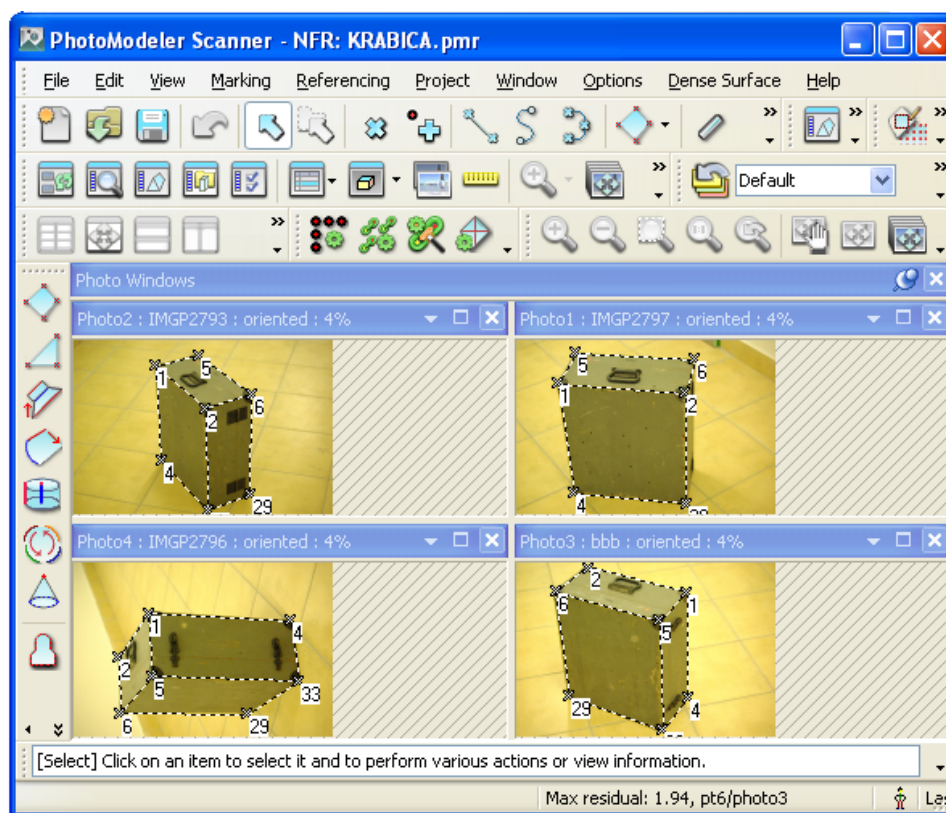 PhotoModeler Scanner - NFR: KRABICA.pmr
File Edit View Marking Referencing Project Window Options Dense Surface Help
Default
Photo Windows
Photo2 : IMGP2793 : oriented : 4%
Photo1 : IMGP2797 : oriented : 4%
5
1
6
2
4
29
5
6
1
2
4
Photo4 : IMGP2796 : oriented : 4%
Photo3 : bbb : oriented : 4%
1
4
2
5
33
6
29
2
6
1
5
29
4
[Select] Click on an item to select it and to perform various actions or view information.
Max residual: 1.94, pt6/photo3